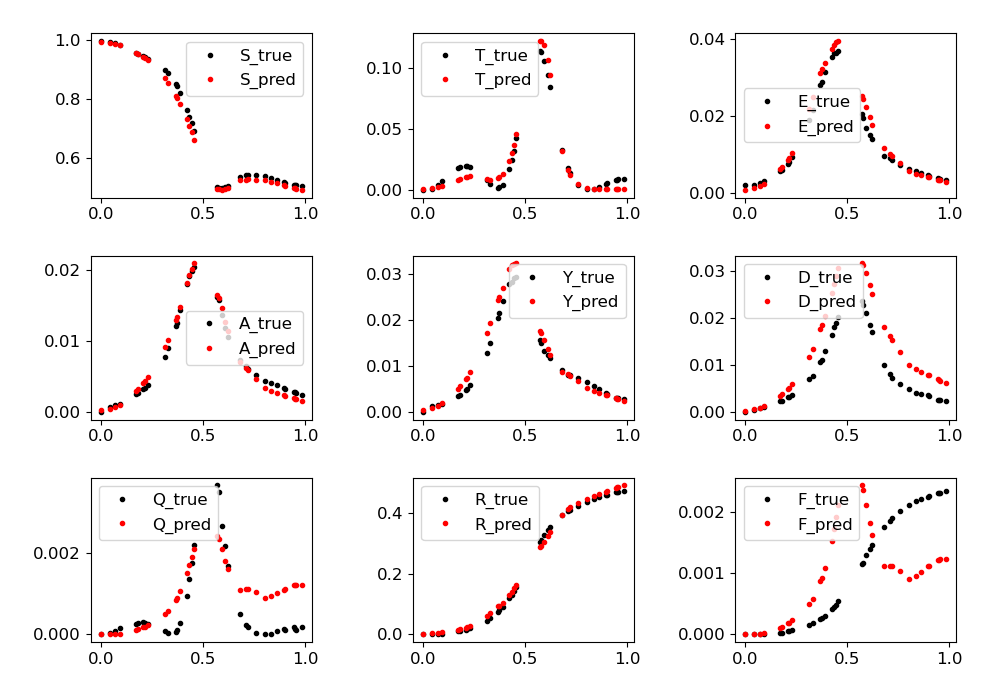 1.0
0.8
0.6
0.0 0.5 1.0
S_true
S_pred
0.10
0.05
0.00
0.0 0.5 1.0
T_true
T_pred
0.04
0.02
0.00
0.0 0.5 1.0
E_true
E_pred
0.02
0.01
0.00
0.0 0.5 1.0
A_true
A_pred
0.03
0.02
0.01
0.00
0.0 0.5 1.0
Y_true
Y_pred
0.03
0.02
0.01
0.00
0.0 0.5 1.0
D_true
D_pred
0.002
0.000
0.0 0.5 1.0
Q_true
Q_pred
0.4
0.2
0.0
0.0 0.5 1.0
R_true
R_pred
0.002
0.001
0.000
0.0 0.5 1.0
F_true
F_pred